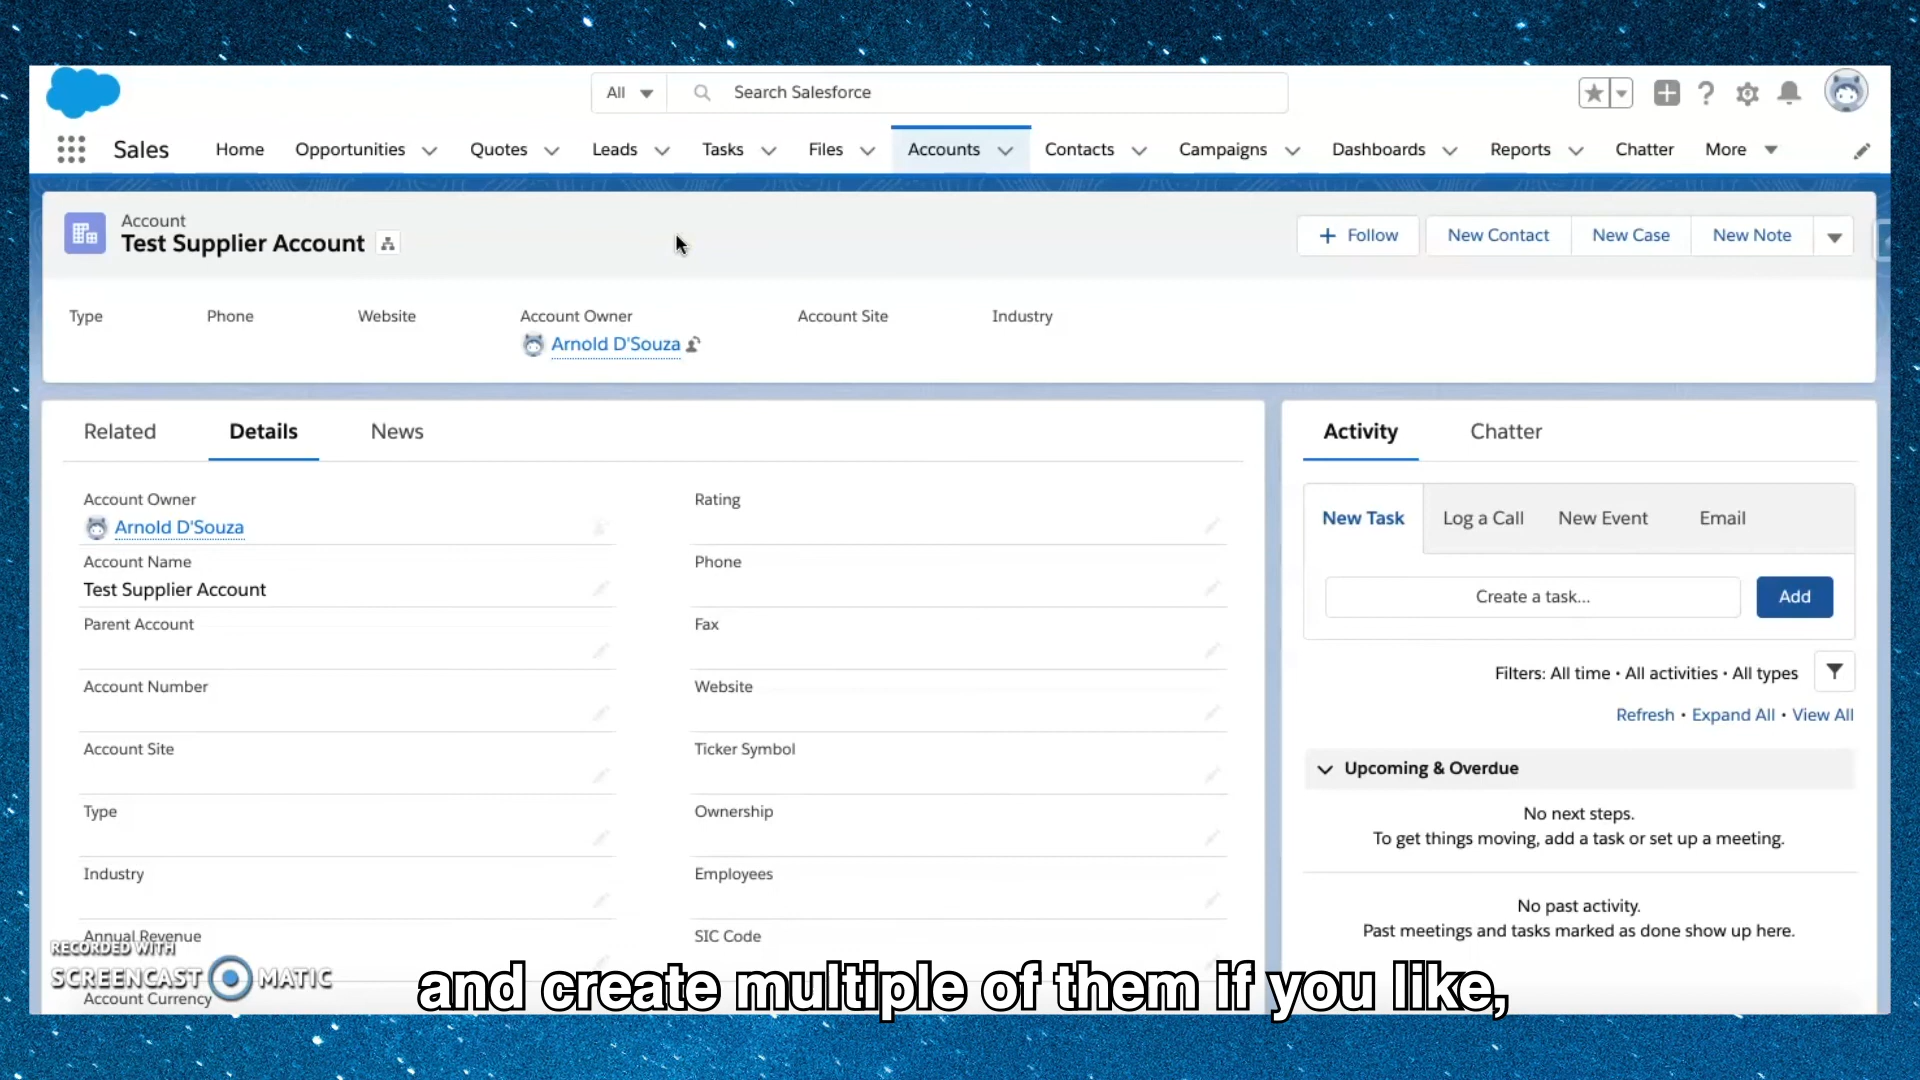 All
Search Salesforce
Sales Home Opportunities Quotes Leads Tasks Files Accounts Contacts Campaigns Dashboards Reports Chatter More
Account
Test Supplier Account
+ Follow New Contact New Case New Note
Type Phone Website Account Owner Account Site Industry
Arnold D'Souza
Related Details News
Account Owner
Arnold D'Souza
Account Name
Test Supplier Account
Parent Account
Account Number
Account Site
Type
Industry
Annual Revenue
Account Currency
Rating
Phone
Fax
Website
Ticker Symbol
Ownership
Employees
SIC Code
Activity Chatter
New Task Log a Call New Event Email
Create a task... Add
Filters: All time • All activities • All types
Refresh • Expand All • View All
Upcoming & Overdue
No next steps.
To get things moving, add a task or set up a meeting.
No past activity.
Past meetings and tasks marked as done show up here.
RECORDED WITH
SCREENCAST MATIC
and create multiple of them if you like,